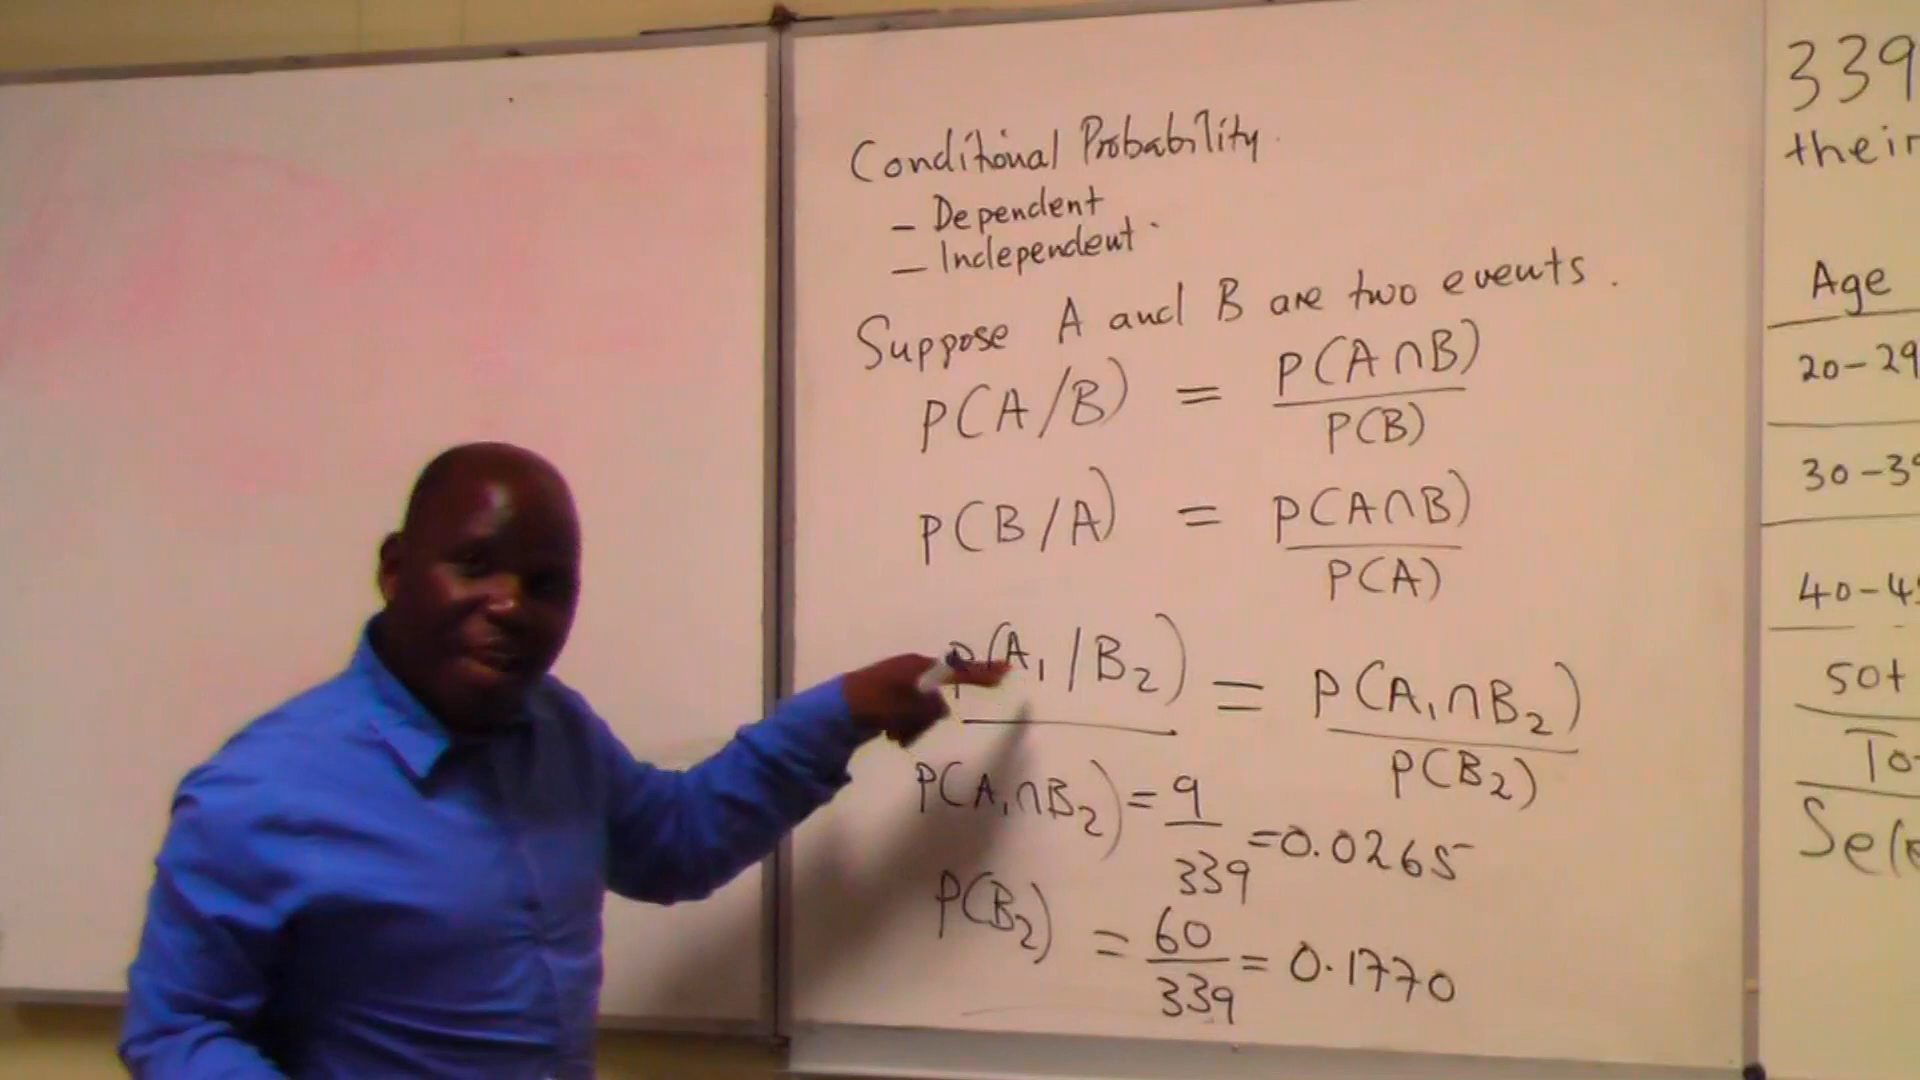 Conditional Probability.
- Dependent
- Independent
Suppose A and B are two events.
P(A/B) = P(A∩B)
P(B)
P(B/A) = P(A∩B)
P(A)
P(A₁/B₂) = P(A₁∩B₂)
P(B₂)
P(A₁∩B₂) = 9
339 =0.0265
P(B₂) = 60
339 = 0.1770
339
their
Age
20-29
30-39
40-4
50+
To
Sel